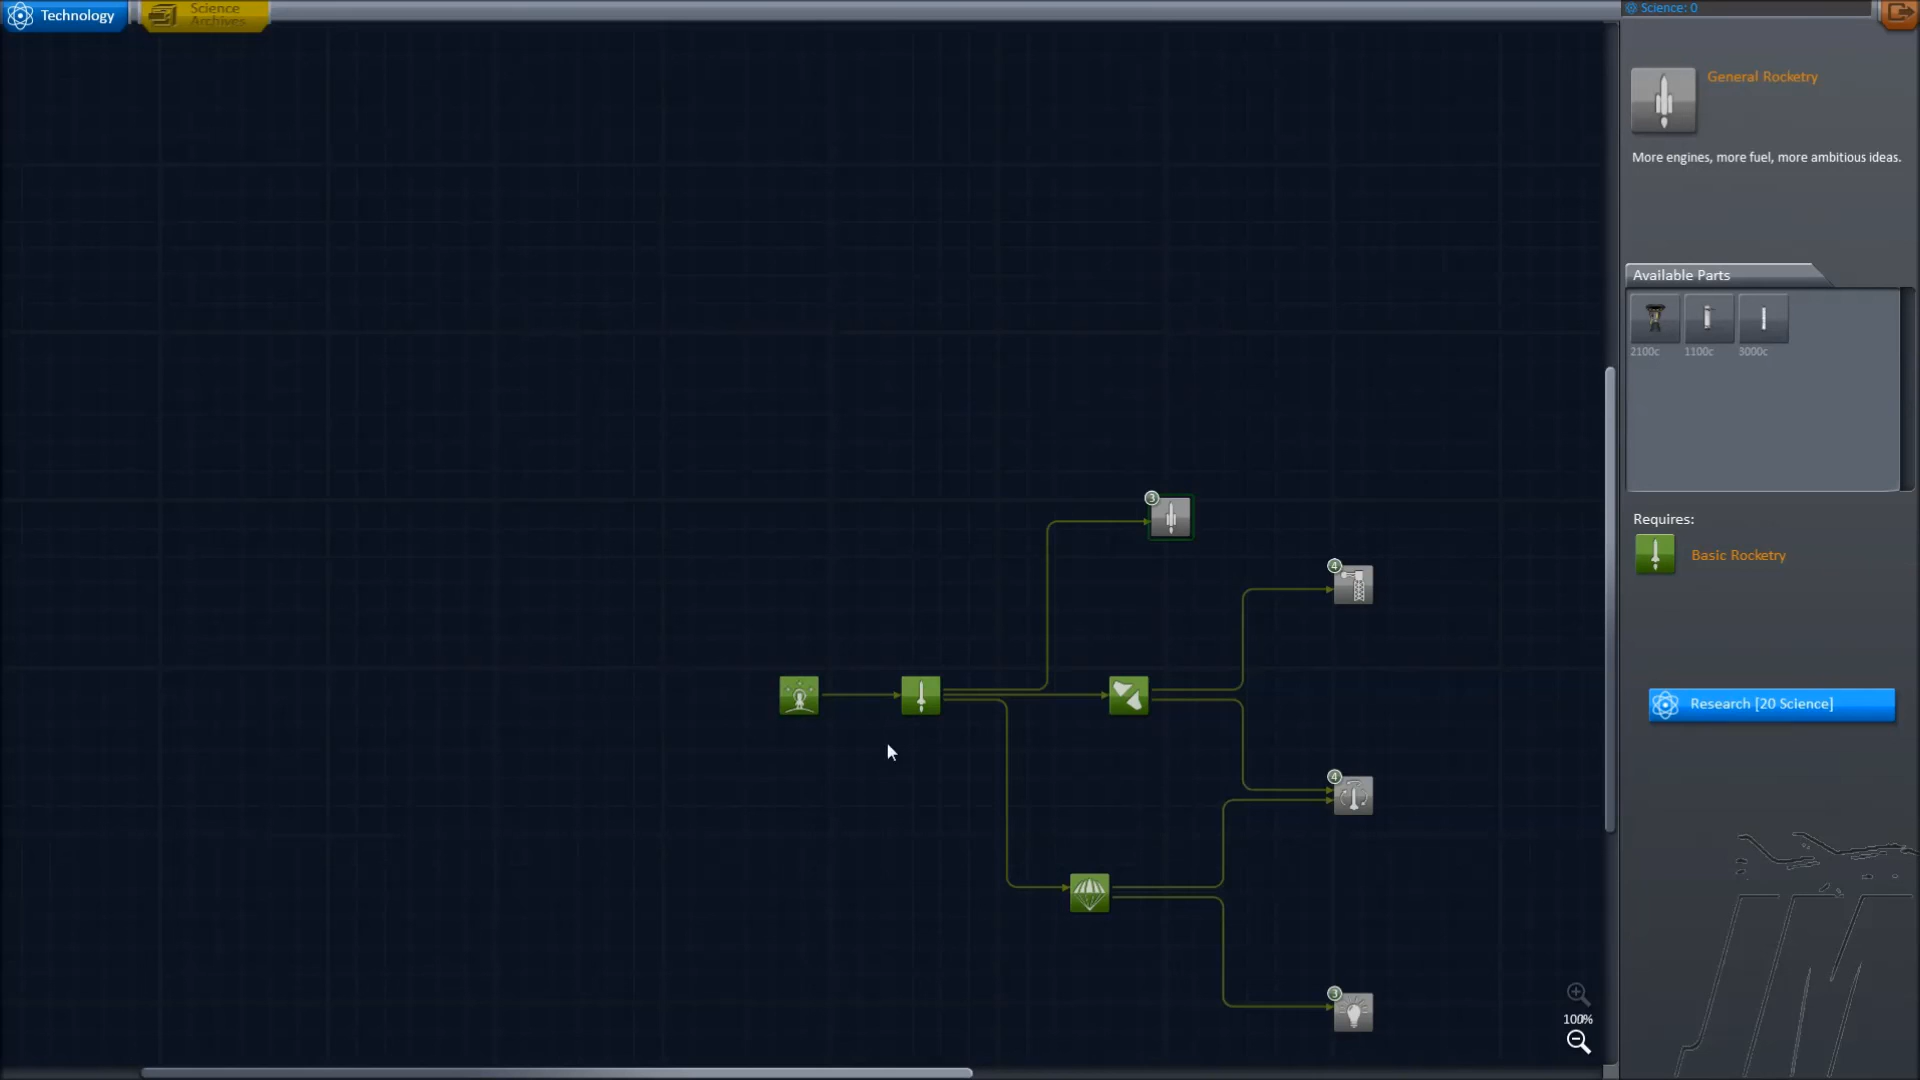 Technology
Science
Archives
Science: 0
General Rocketry
More engines, more fuel, more ambitious ideas.
Available Parts
2100c 1100c 3000c
Requires:
Basic Rocketry
3
4
Research [20 Science]
4
3
100%